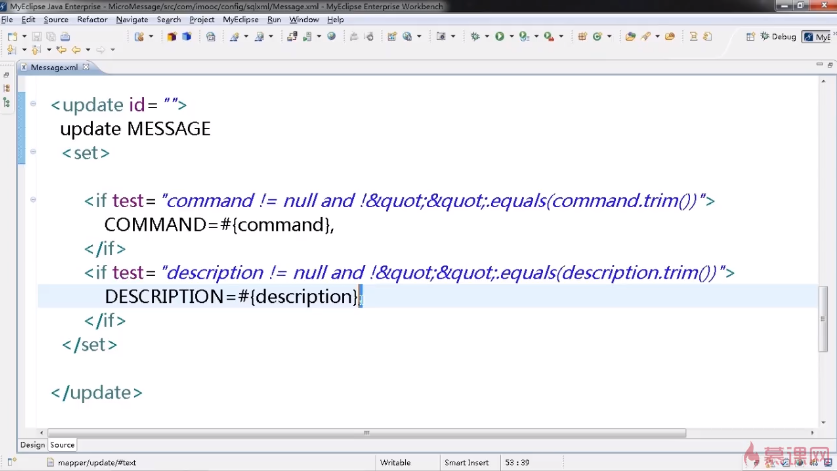 MyEclipse Java Enterprise - MicroMessage/src/com/imooc/config/sqlxml/Message.xml - MyEclipse Enterprise Workbench
File Edit Source Refactor Navigate Search Project MyEclipse Run Window Help
Debug MyE
Message.xml
<update id= "">
update MESSAGE
<set>
<if test= "command != null and !&quot;&quot;.equals(command.trim())">
COMMAND=#{command},
</if>
<if test= "description != null and !&quot;&quot;.equals(description.trim())">
DESCRIPTION=#{description}
</if>
</set>
</update>
Design Source
mapper/update/#text Writable Smart Insert 53 : 39
慕课网